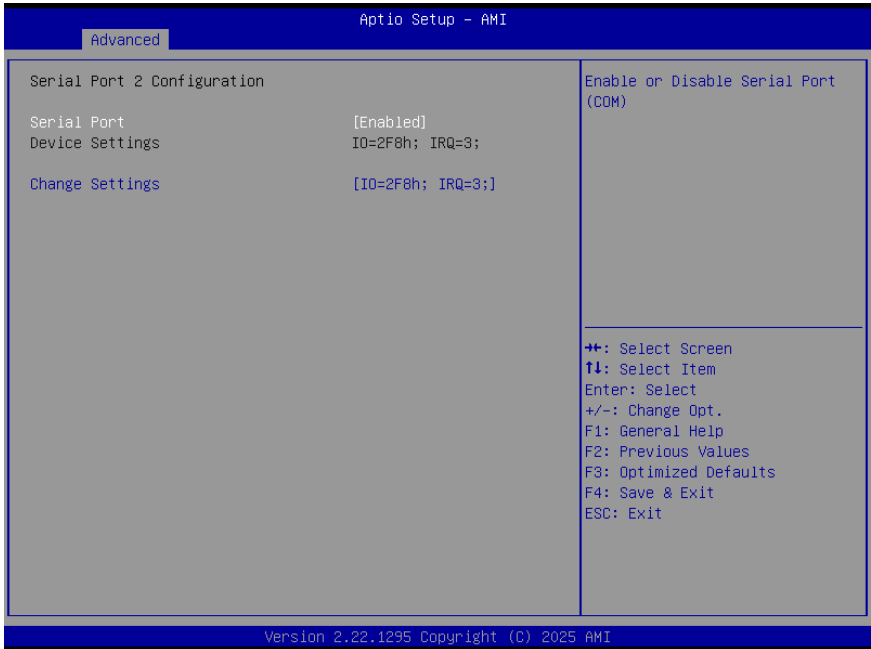 Aptio Setup – AMI
Advanced
Serial Port 2 Configuration
Serial Port [Enabled]
Device Settings IO=2F8h; IRQ=3;
Change Settings [IO=2F8h; IRQ=3;]
Enable or Disable Serial Port
(COM)
→←: Select Screen
↑↓: Select Item
Enter: Select
+/-: Change Opt.
F1: General Help
F2: Previous Values
F3: Optimized Defaults
F4: Save & Exit
ESC: Exit
Version 2.22.1295 Copyright (C) 2025 AMI